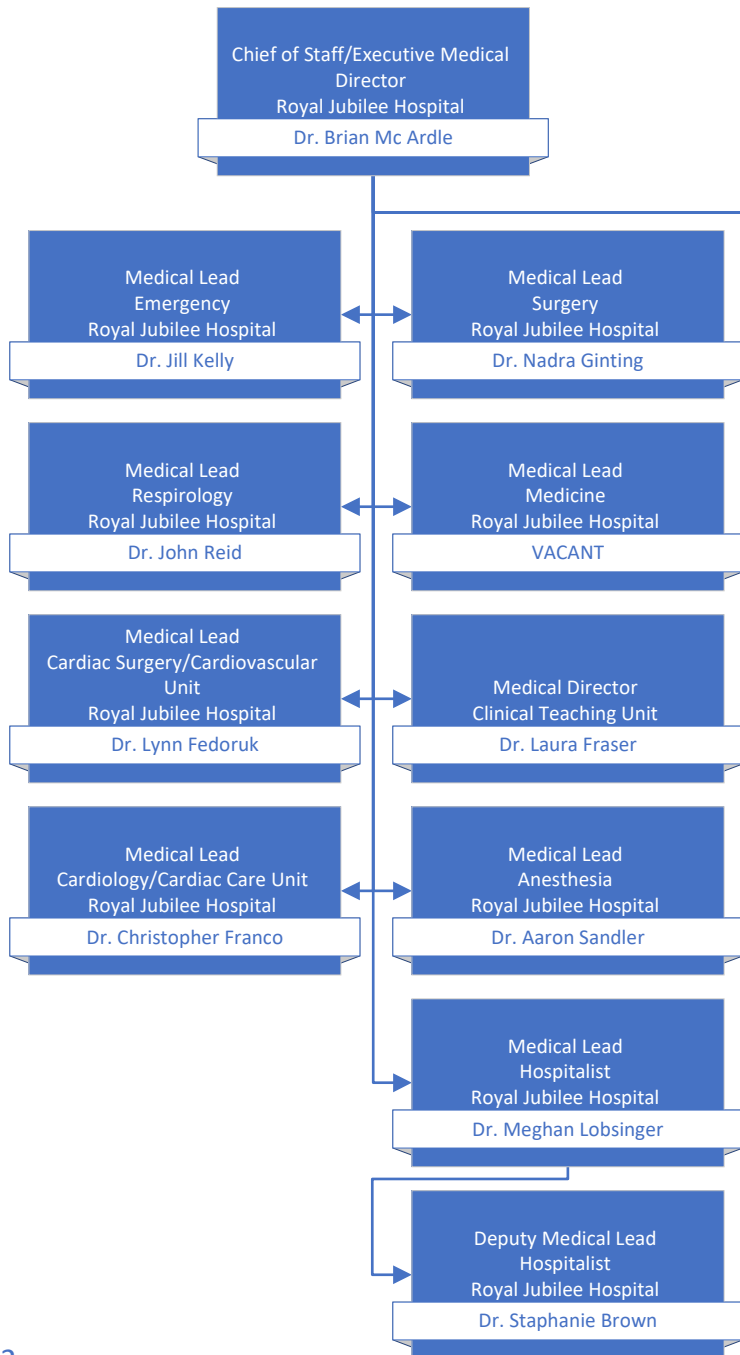 Chief of Staff/Executive Medical
Director
Royal Jubilee Hospital
Dr. Brian Mc Ardle
Medical Lead
Emergency
Royal Jubilee Hospital
Dr. Jill Kelly
Medical Lead
Surgery
Royal Jubilee Hospital
Dr. Nadra Ginting
Medical Lead
Respirology
Royal Jubilee Hospital
Dr. John Reid
Medical Lead
Medicine
Royal Jubilee Hospital
VACANT
Medical Lead
Cardiac Surgery/Cardiovascular
Unit
Royal Jubilee Hospital
Dr. Lynn Fedoruk
Medical Director
Clinical Teaching Unit
Dr. Laura Fraser
Medical Lead
Cardiology/Cardiac Care Unit
Royal Jubilee Hospital
Dr. Christopher Franco
Medical Lead
Anesthesia
Royal Jubilee Hospital
Dr. Aaron Sandler
Medical Lead
Hospitalist
Royal Jubilee Hospital
Dr. Meghan Lobsinger
Deputy Medical Lead
Hospitalist
Royal Jubilee Hospital
Dr. Staphanie Brown